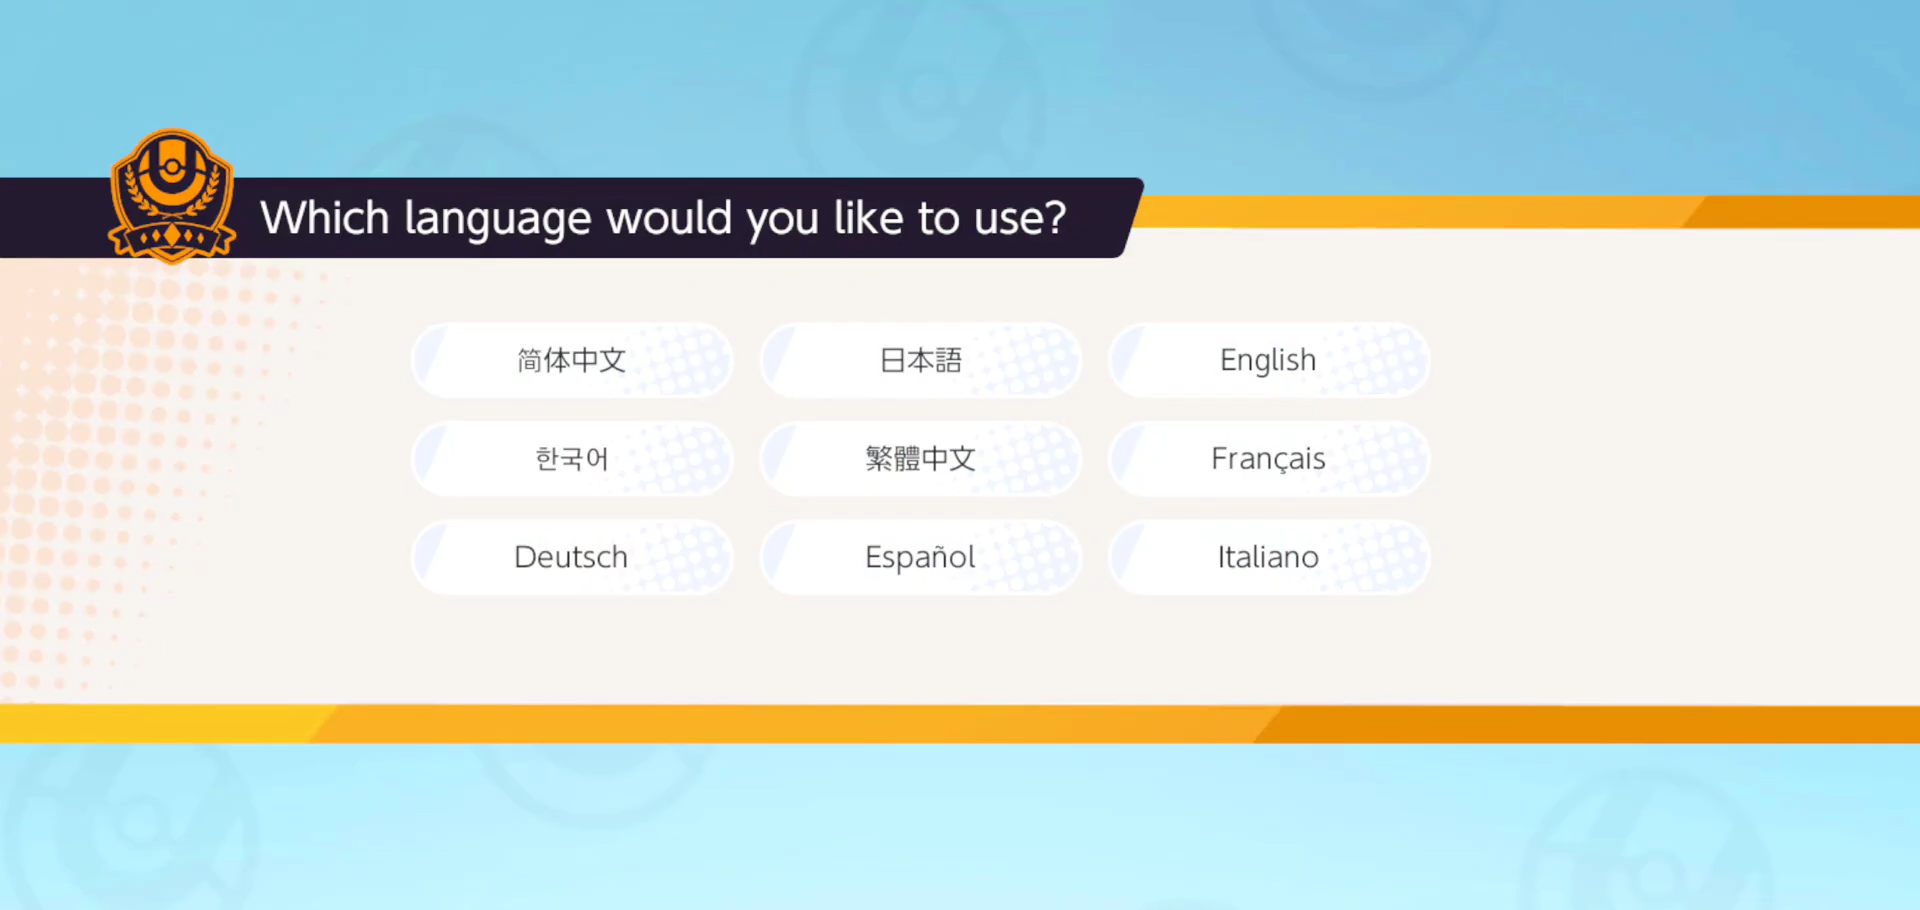 Which language would you like to use?
简体中文
日本語
English
한국어
繁體中文
Français
Deutsch
Español
Italiano